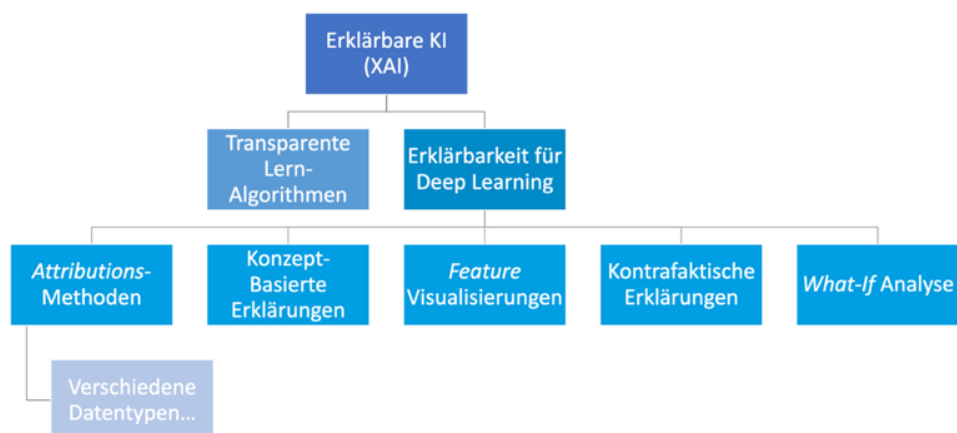 Erklärbare KI
(XAI)
Transparente
Lern-
Algorithmen
Erklärbarkeit für
Deep Learning
Attributions-
Methoden
Konzept-
Basierte
Erklärungen
Feature
Visualisierungen
Kontrafaktische
Erklärungen
What-If Analyse
Verschiedene
Datentypen...